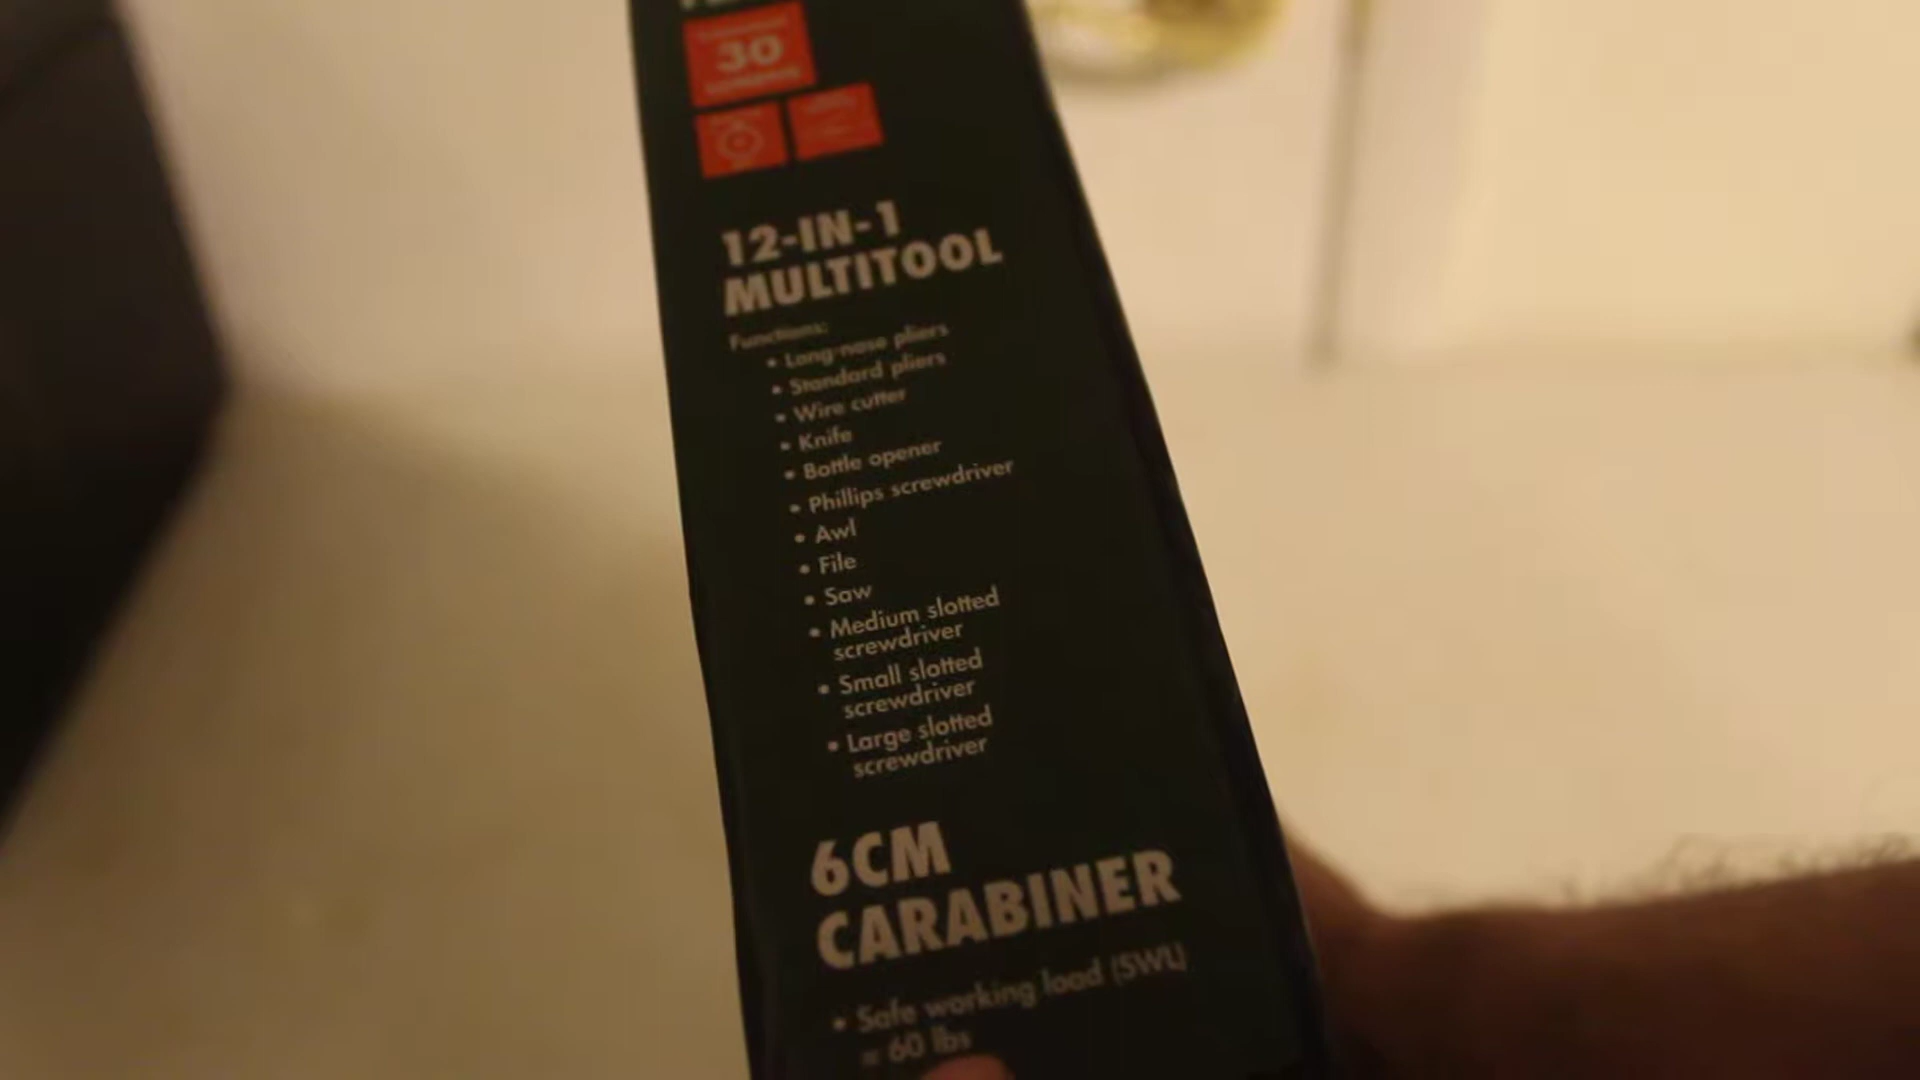 30
12-IN-1
MULTITOOL
Functions:
• Long-nose pliers
• Standard pliers
• Wire cutter
• Knife
• Bottle opener
• Phillips screwdriver
• Awl
• File
• Saw
• Medium slotted
screwdriver
• Small slotted
screwdriver
• Large slotted
screwdriver
6CM
CARABINER
• Safe working load (SWL)
= 60 lbs